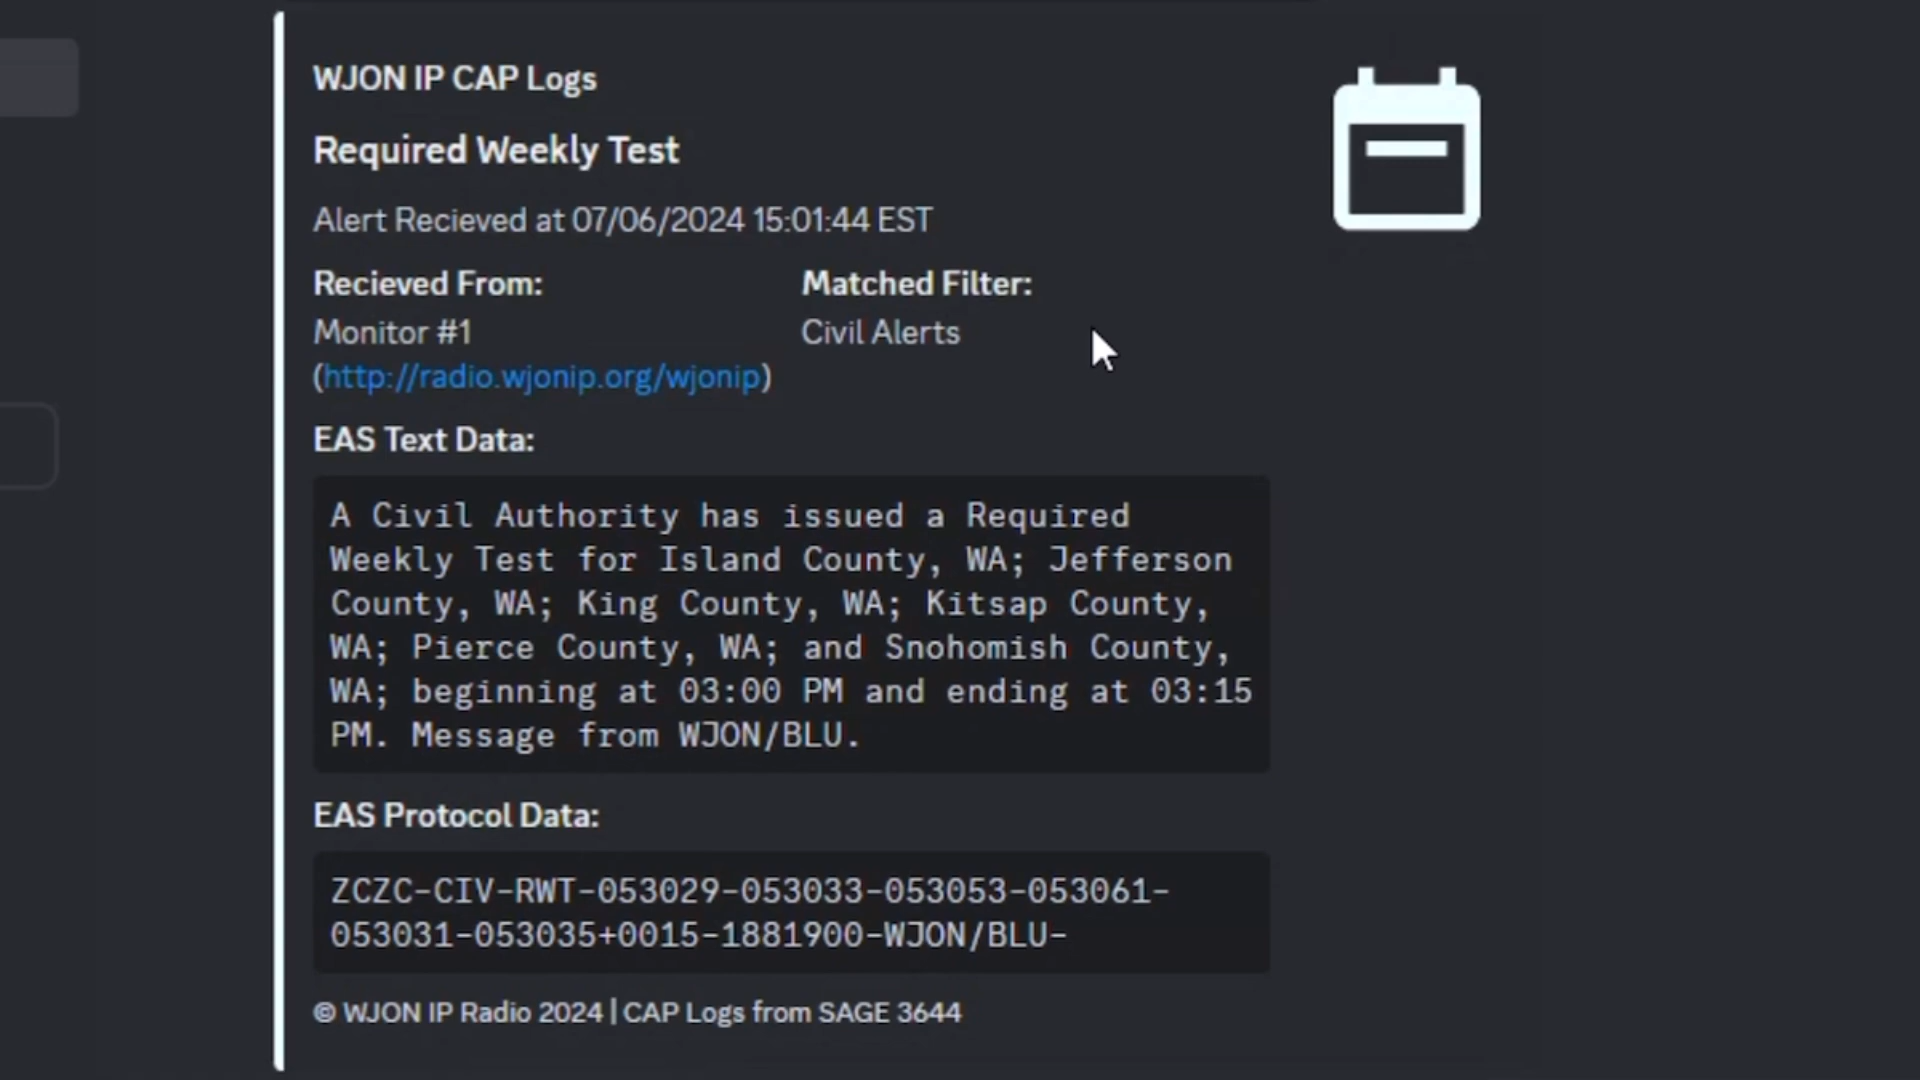 WJON IP CAP Logs
Required Weekly Test
Alert Recieved at 07/06/2024 15:01:44 EST
Recieved From:
Monitor #1
(http://radio.wjonip.org/wjonip)
Matched Filter:
Civil Alerts
EAS Text Data:
A Civil Authority has issued a Required
Weekly Test for Island County, WA; Jefferson
County, WA; King County, WA; Kitsap County,
WA; Pierce County, WA; and Snohomish County,
WA; beginning at 03:00 PM and ending at 03:15
PM. Message from WJON/BLU.
EAS Protocol Data:
ZCZC-CIV-RWT-053029-053033-053053-053061-
053031-053035+0015-1881900-WJON/BLU-
© WJON IP Radio 2024 | CAP Logs from SAGE 3644